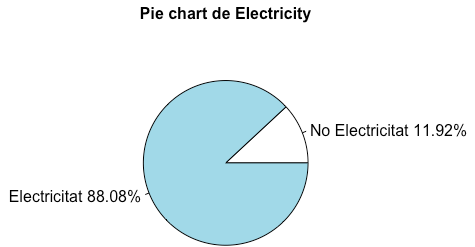 Pie chart de Electricity
No Electricitat 11.92%
Electricitat 88.08%